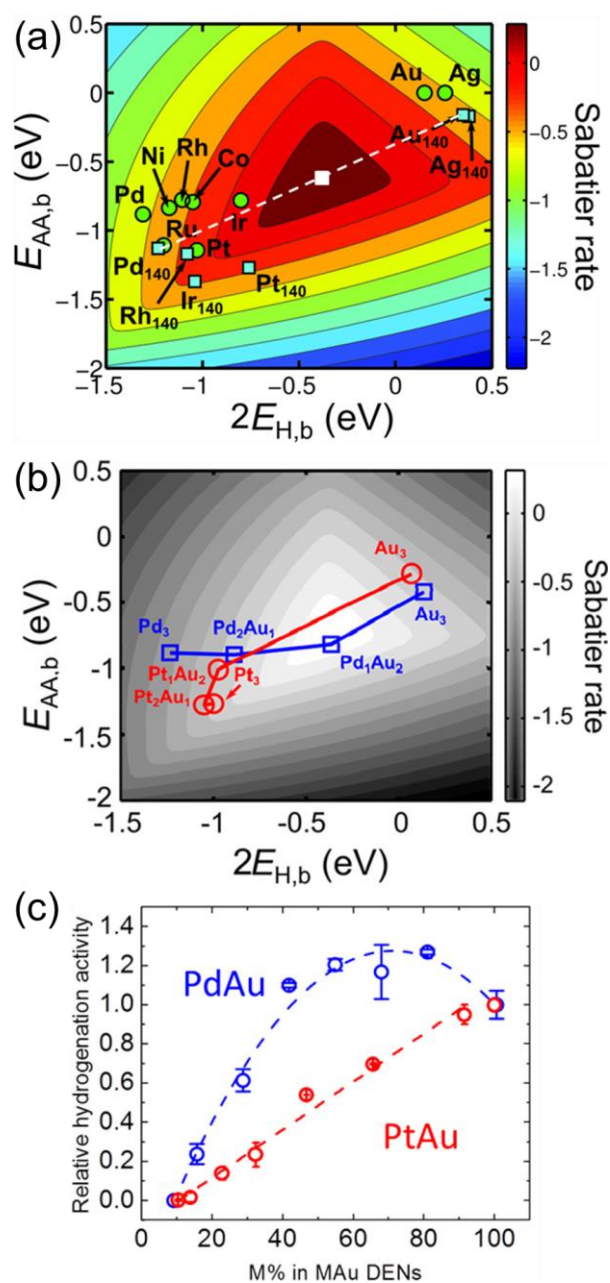 (a)
0.5
0
-0.5
-1
-1.5
-2
E_AA,b (eV)
Au
Ag
Au140
Ag140
Ni
Rh
Co
Pd
Ru
Ir
Pt
Pd140
Rh140
Ir140
Pt140
-1.5 -1 -0.5 0 0.5
2E_H,b (eV)
0
-0.5
-1
-1.5
-2
Sabatier rate
(b)
0.5
0
-0.5
-1
-1.5
-2
E_AA,b (eV)
Au3
Au3
Pd3
Pd2Au1
Pd1Au2
Pt1Au2
Pt3
Pt2Au1
-1.5 -1 -0.5 0 0.5
2E_H,b (eV)
0
-0.5
-1
-1.5
-2
Sabatier rate
(c)
Relative hydrogenation activity
1.4
1.2
1.0
0.8
0.6
0.4
0.2
0.0
PdAu
PtAu
0 20 40 60 80 100
M% in MAu DENs